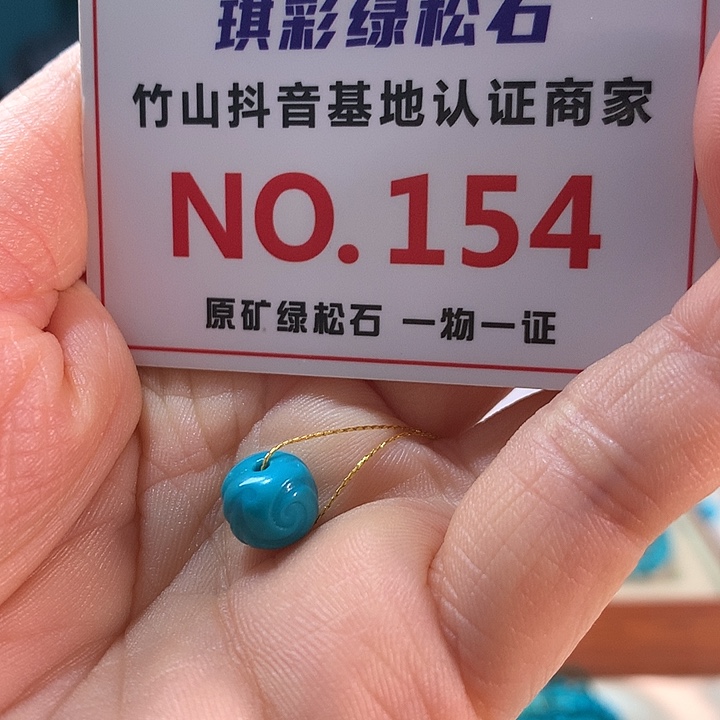 琪彩绿松石
竹山抖音基地认证商家
NO.154
原矿绿松石 一物一证